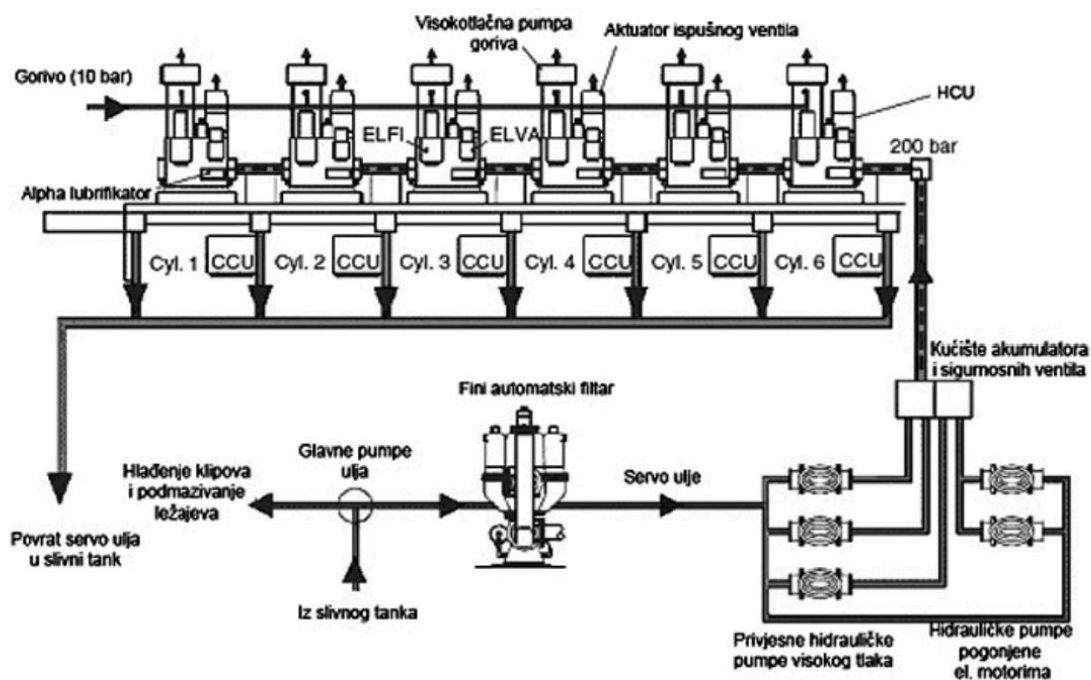 Visokotlačna pumpa
goriva
Aktuator ispušnog ventila
Gorivo (10 bar)
HCU
ELFI
ELVA
200 bar
Alpha lubrifikator
Cyl. 1
CCU
Cyl. 2
CCU
Cyl. 3
CCU
Cyl. 4
CCU
Cyl. 5
CCU
Cyl. 6
CCU
Kućište akumulatora
i sigurnosnih ventila
Fini automatski filtar
Glavne pumpe
ulja
Hlađenje klipova
i podmazivanje
ležajeva
Servo ulje
Povrat servo ulja
u slivni tank
Iz slivnog tanka
Privjesne hidrauličke
pumpe visokog tlaka
Hidrauličke pumpe
pogonjene
el. motorima